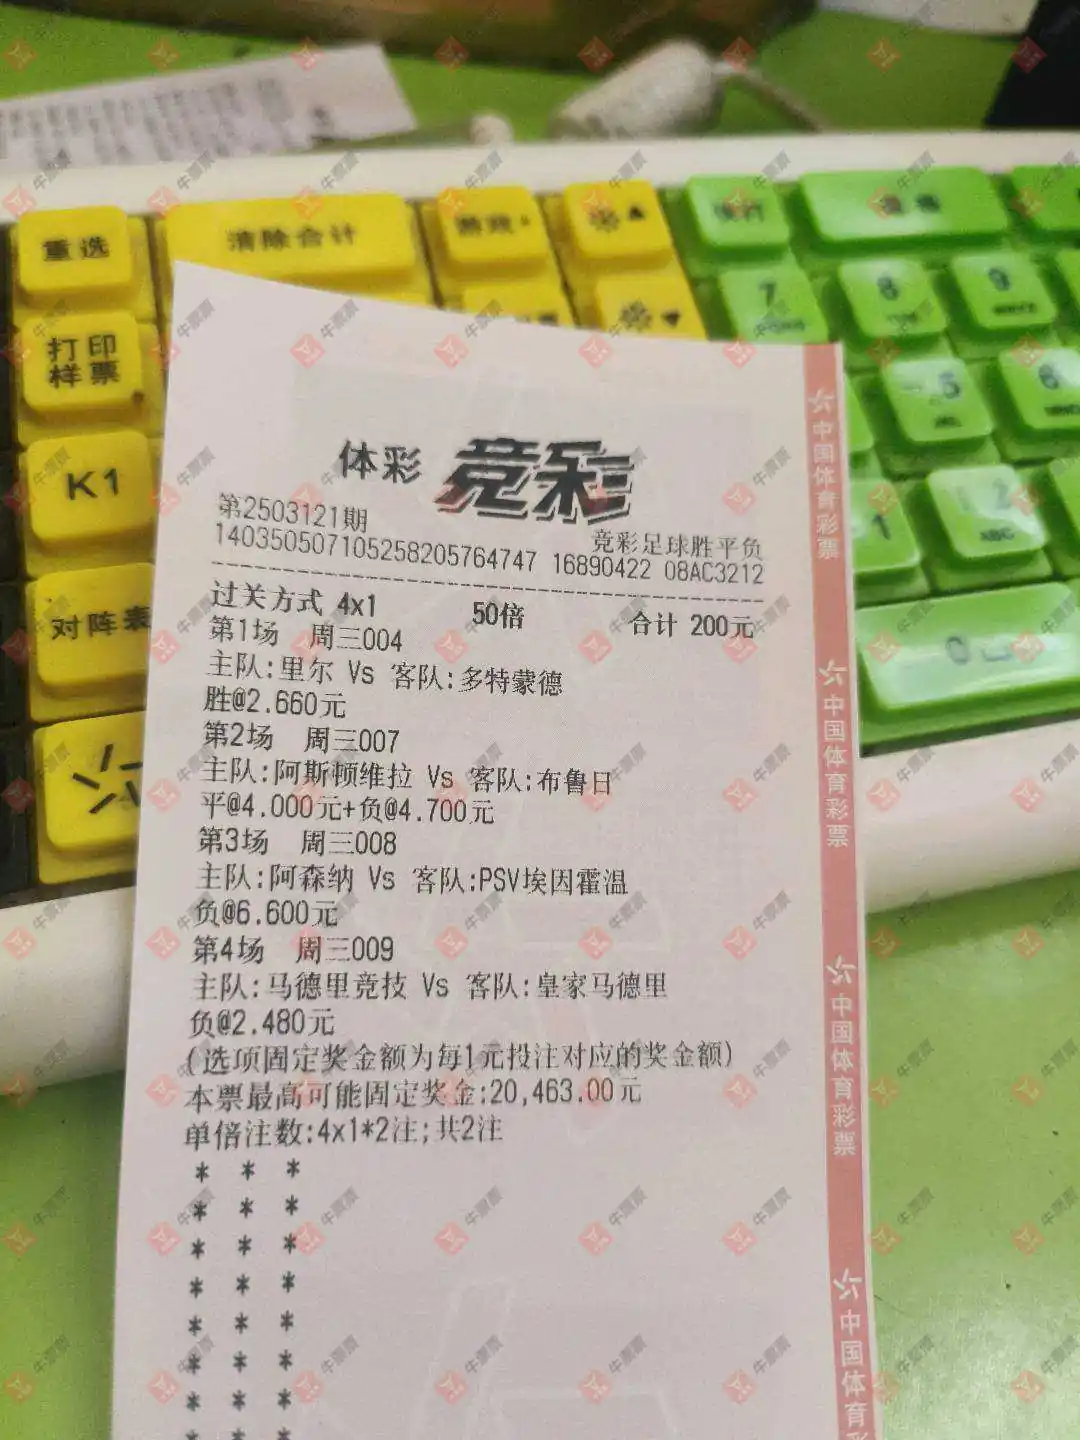 重选
清除合计
打印
样票
K1
对阵表
7
8
9
5
6
1
2
ABC
0
体彩 竞彩
第2503121期
竞彩足球胜平负
140350507105258205764747 16890422 08AC3212
过关方式 4x1 50倍 合计 200元
第1场 周三004
主队:里尔 Vs 客队:多特蒙德
胜@2.660元
第2场 周三007
主队:阿斯顿维拉 Vs 客队:布鲁日
平@4.000元+负@4.700元
第3场 周三008
主队:阿森纳 Vs 客队:PSV埃因霍温
负@6.600元
第4场 周三009
主队:马德里竞技 Vs 客队:皇家马德里
负@2.480元
(选项固定奖金额为每1元投注对应的奖金额)
本票最高可能固定奖金:20,463.00元
单倍注数:4x1*2注;共2注
* * *
* * *
* * *
* * *
* * *
* * *
* * *
* * *
中国体育彩票
中国体育彩票
中国体育彩票
中国体育
牛票票